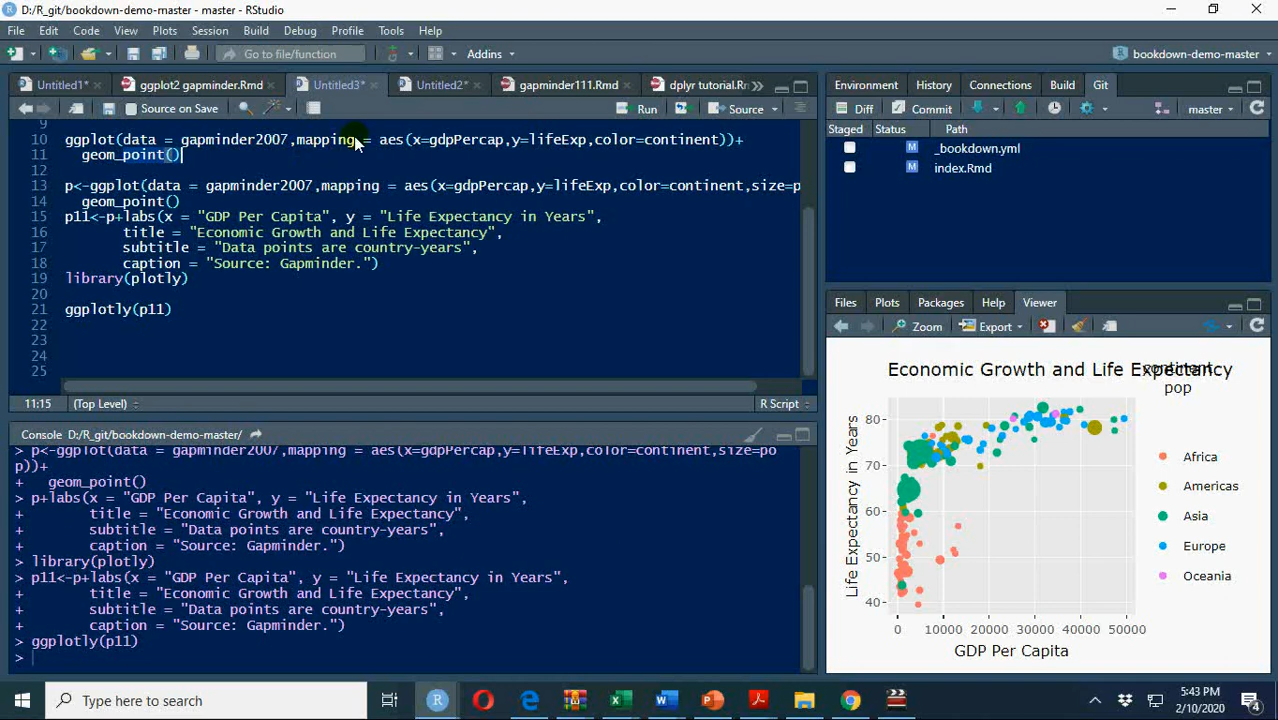 D:/R_git/bookdown-demo-master - master - RStudio
File Edit Code View Plots Session Build Debug Profile Tools Help
Go to file/function Addins bookdown-demo-master
Untitled1* ggplot2 gapminder.Rmd Untitled3* Untitled2* gapminder111.Rmd dplyr tutorial.Rn
Source on Save Run Source
9
10 ggplot(data = gapminder2007,mapping = aes(x=gdpPercap,y=lifeExp,color=continent))+
11 geom_point()
12
13 p<-ggplot(data = gapminder2007,mapping = aes(x=gdpPercap,y=lifeExp,color=continent,size=p
14 geom_point()
15 p11<-p+labs(x = "GDP Per Capita", y = "Life Expectancy in Years",
16 title = "Economic Growth and Life Expectancy",
17 subtitle = "Data points are country-years",
18 caption = "Source: Gapminder.")
19 library(plotly)
20
21 ggplotly(p11)
22
23
24
25
11:15 (Top Level) R Script
Console D:/R_git/bookdown-demo-master/
> p<-ggplot(data = gapminder2007,mapping = aes(x=gdpPercap,y=lifeExp,color=continent,size=po
p))+
+ geom_point()
> p+labs(x = "GDP Per Capita", y = "Life Expectancy in Years",
+ title = "Economic Growth and Life Expectancy",
+ subtitle = "Data points are country-years",
+ caption = "Source: Gapminder.")
> library(plotly)
> p11<-p+labs(x = "GDP Per Capita", y = "Life Expectancy in Years",
+ title = "Economic Growth and Life Expectancy",
+ subtitle = "Data points are country-years",
+ caption = "Source: Gapminder.")
> ggplotly(p11)
>
Environment History Connections Build Git
Diff Commit master
Staged Status Path
M _bookdown.yml
M index.Rmd
Files Plots Packages Help Viewer
Zoom Export
Economic Growth and Life Expectancy
continent
pop
Life Expectancy in Years
80
70
60
50
40
0 10000 20000 30000 40000 50000
GDP Per Capita
Africa
Americas
Asia
Europe
Oceania
Type here to search
5:43 PM
2/10/2020
4